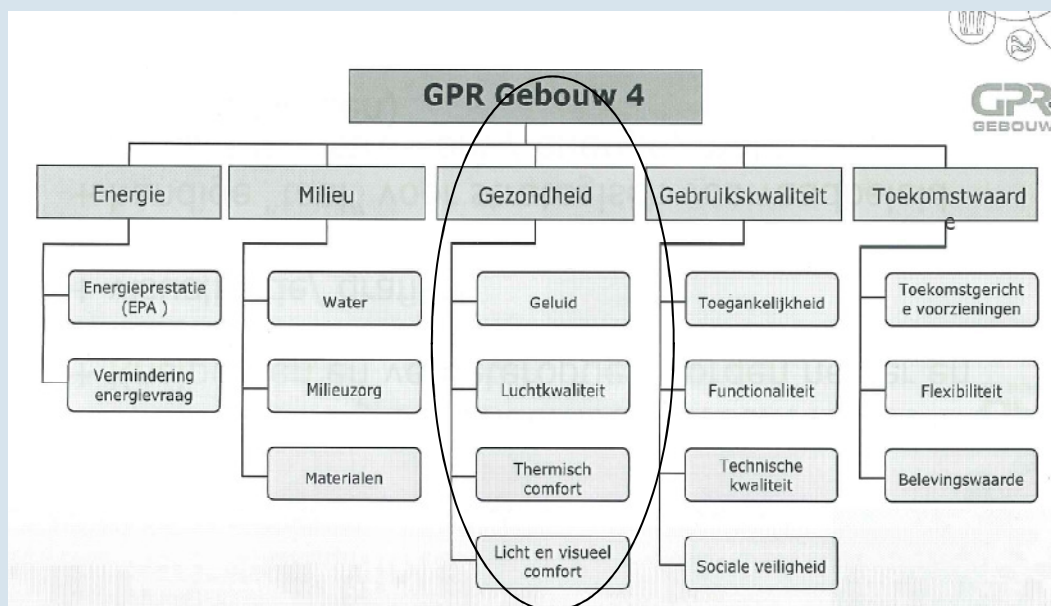 GPR Gebouw 4
GPR
GEBOUW
Energie
Milieu
Gezondheid
Gebruikskwaliteit
Toekomstwaard
e
Energieprestatie
(EPA )
Vermindering
energievraag
Water
Milieuzorg
Materialen
Geluid
Luchtkwaliteit
Thermisch
comfort
Licht en visueel
comfort
Toegankelijkheid
Functionaliteit
Technische
kwaliteit
Sociale veiligheid
Toekomstgericht
e voorzieningen
Flexibiliteit
Belevingswaarde